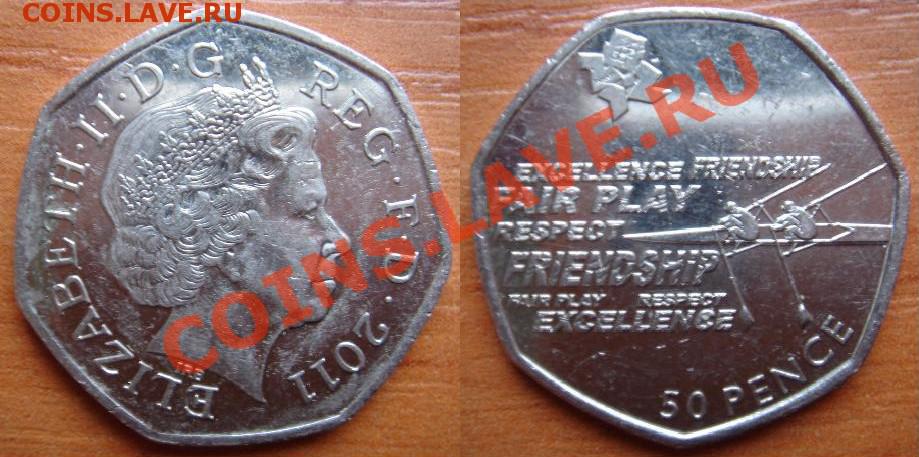 COINS.LAVE.RU
ELIZABETH·II·D·G
REG·F·D·2011
IRB
COINS.LAVE.RU
EXCELLENCE FRIENDSHIP
FAIR PLAY
RESPECT
FRIENDSHIP
FAIR PLAY RESPECT
EXCELLENCE
50 PENCE